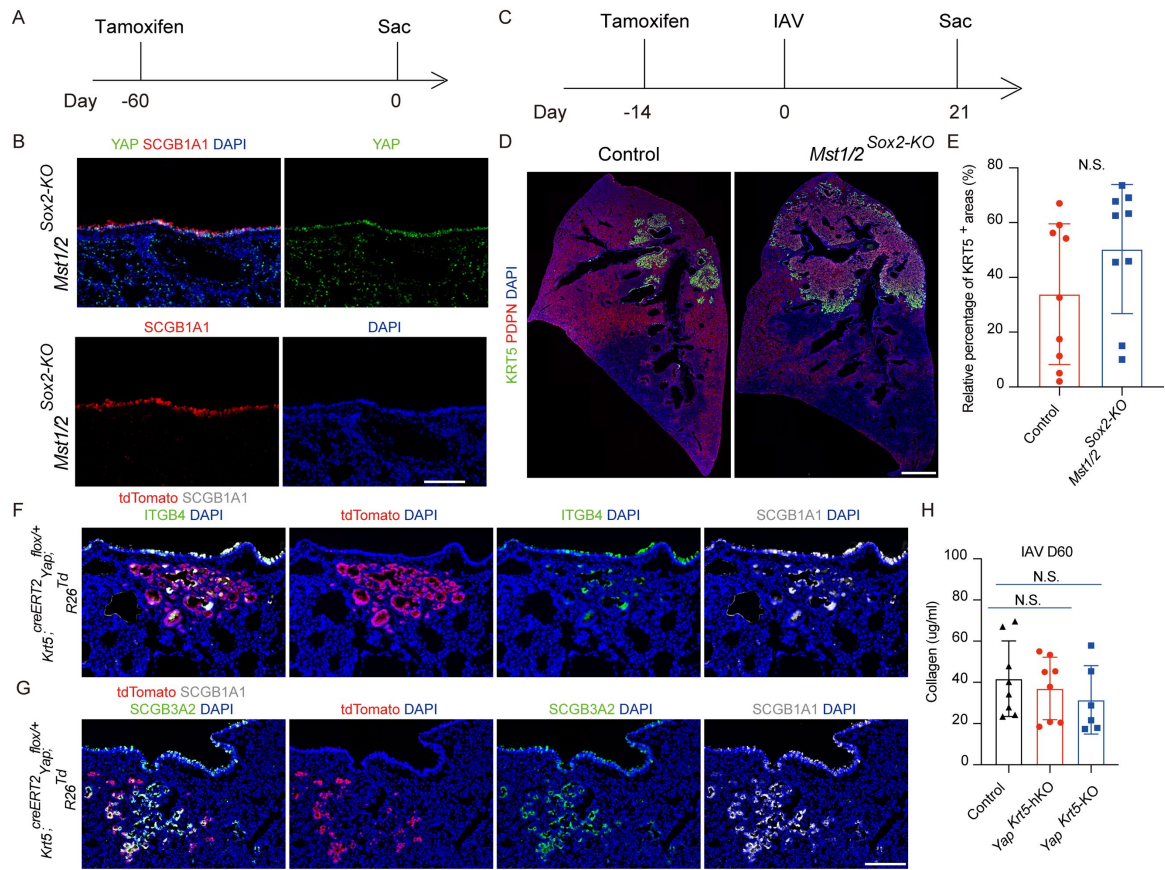 A
Tamoxifen
Sac
Day
-60
0
C
Tamoxifen
IAV
Sac
Day
-14
0
21
B
YAP SCGB1A1 DAPI
YAP
Mst1/2 Sox2-KO
SCGB1A1
DAPI
Mst1/2 Sox2-KO
D
Control
Mst1/2 Sox2-KO
KRT5 PDPN DAPI
E
N.S.
Relative percentage of KRT5+ areas (%)
80
60
40
20
0
Control
Mst1/2 Sox2-KO
F
tdTomato SCGB1A1
ITGB4 DAPI
tdTomato DAPI
ITGB4 DAPI
SCGB1A1 DAPI
Krt5; creERT2 Yap; flox/+
R26 Td
G
tdTomato SCGB1A1
SCGB3A2 DAPI
tdTomato DAPI
SCGB3A2 DAPI
SCGB1A1 DAPI
Krt5; creERT2 Yap; flox/+
R26 Td
H
IAV D60
N.S.
N.S.
Collagen (ug/ml)
100
80
60
40
20
0
Control
Yap Krt5-hKO
Yap Krt5-KO